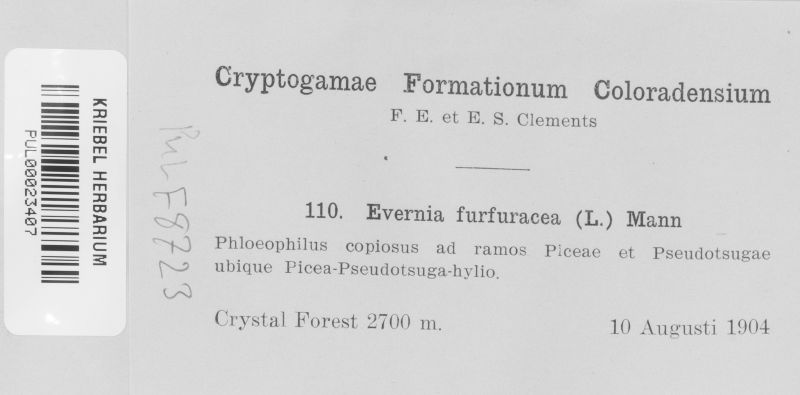 Cryptogamae Formationum Coloradensium
F. E. et E. S. Clements
110. Evernia furfuracea (L.) Mann
Phloeophilus copiosus ad ramos Piceae et Pseudotsugae
ubique Picea-Pseudotsuga-hylio.
Crystal Forest 2700 m. 10 Augusti 1904
KRIEBEL HERBARIUM
PUL00023407
PUL F8723